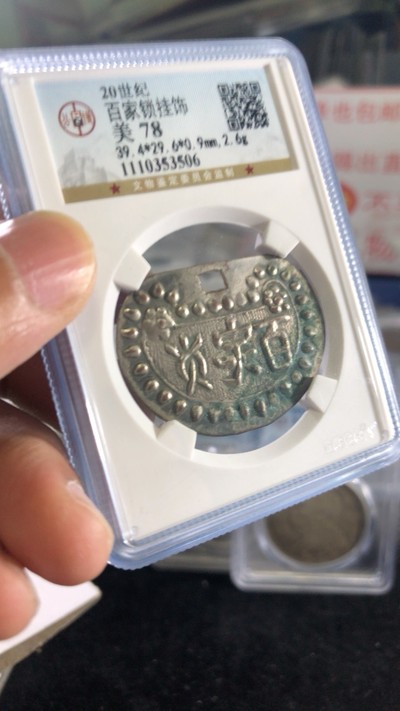 20世纪
百家锁挂饰
美 78
39.4*29.6*0.9mm,2.6g
1110353506
文物鉴定委员会监制
百家